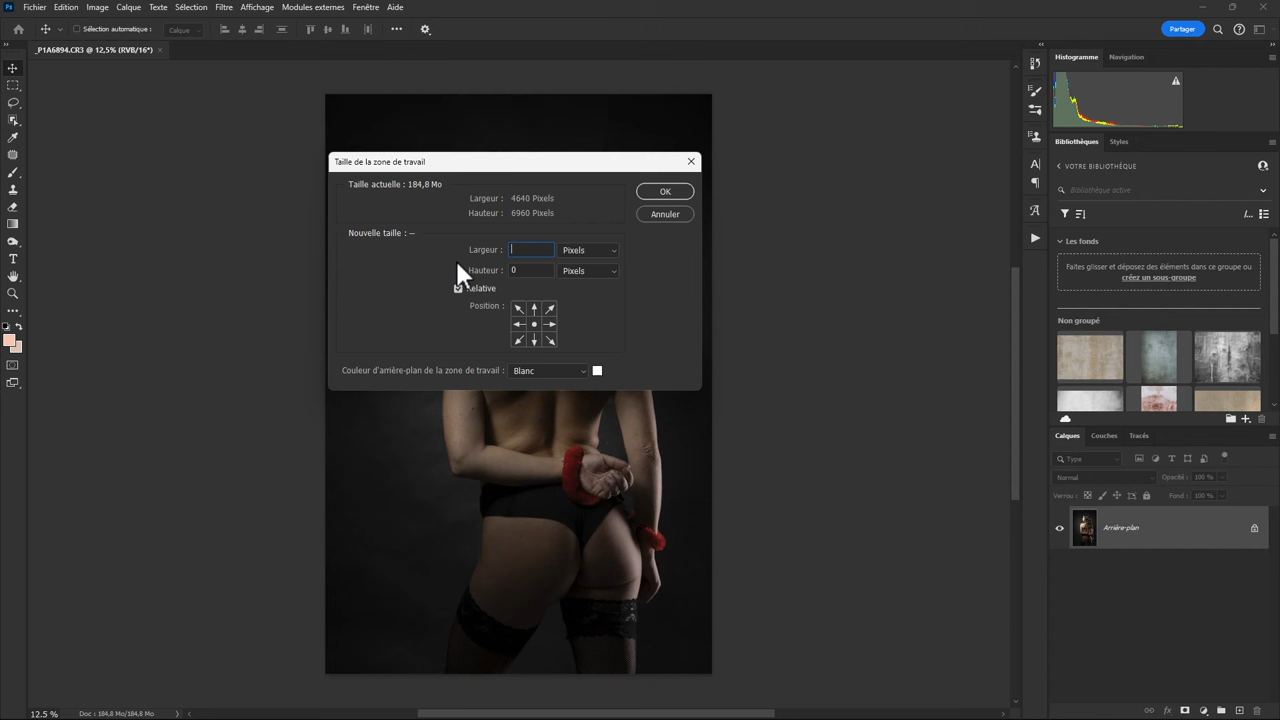 Ps Fichier Edition Image Calque Texte Sélection Filtre Affichage Modules externes Fenêtre Aide
Sélection automatique : Calque Partager
_P1A6894.CR3 @ 12,5% (RVB/16*)
Histogramme Navigation
Bibliothèques Styles
Taille de la zone de travail
VOTRE BIBLIOTHÈQUE
Taille actuelle : 184,8 Mo
OK
Bibliothèque active
Largeur : 4640 Pixels
Hauteur : 6960 Pixels
Annuler
Nouvelle taille : --
Les fonds
Largeur : Pixels
Faites glisser et déposez des éléments dans ce groupe ou
créez un sous-groupe
Hauteur : 0 Pixels
Relative
Position :
Non groupé
Couleur d'arrière-plan de la zone de travail : Blanc
Calques Couches Tracés
Type
Normal Opacité : 100 %
Verrou : Fond : 100 %
Arrière-plan
12.5 % Doc : 184,8 Mo/184,8 Mo